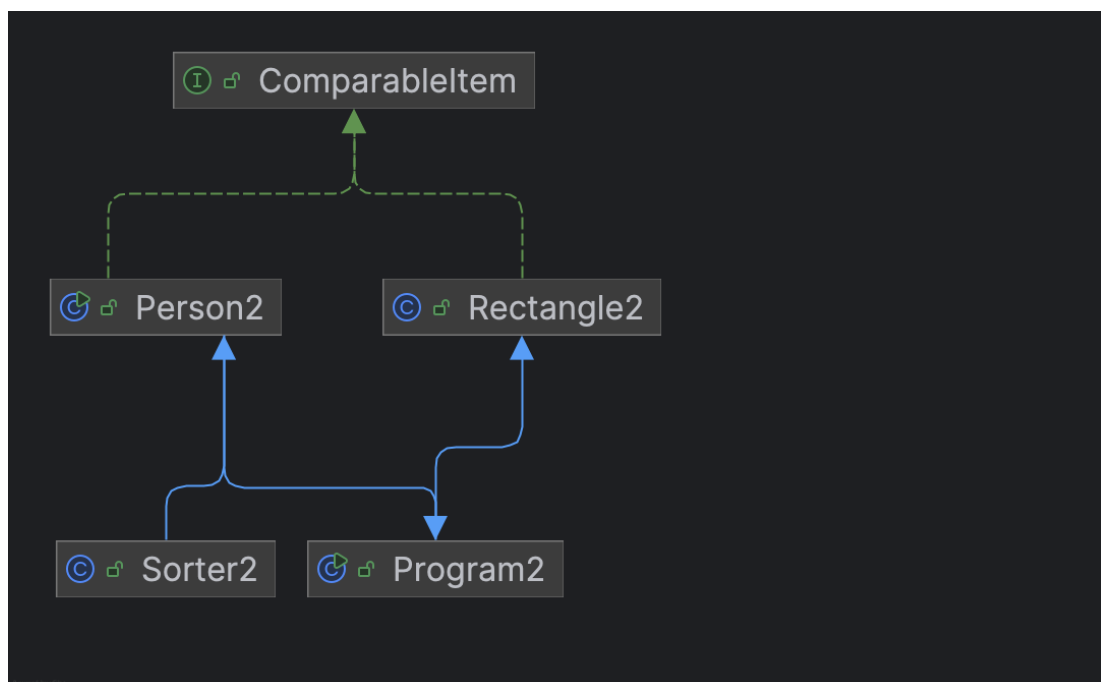 ComparableItem
Person2
Rectangle2
Sorter2
Program2